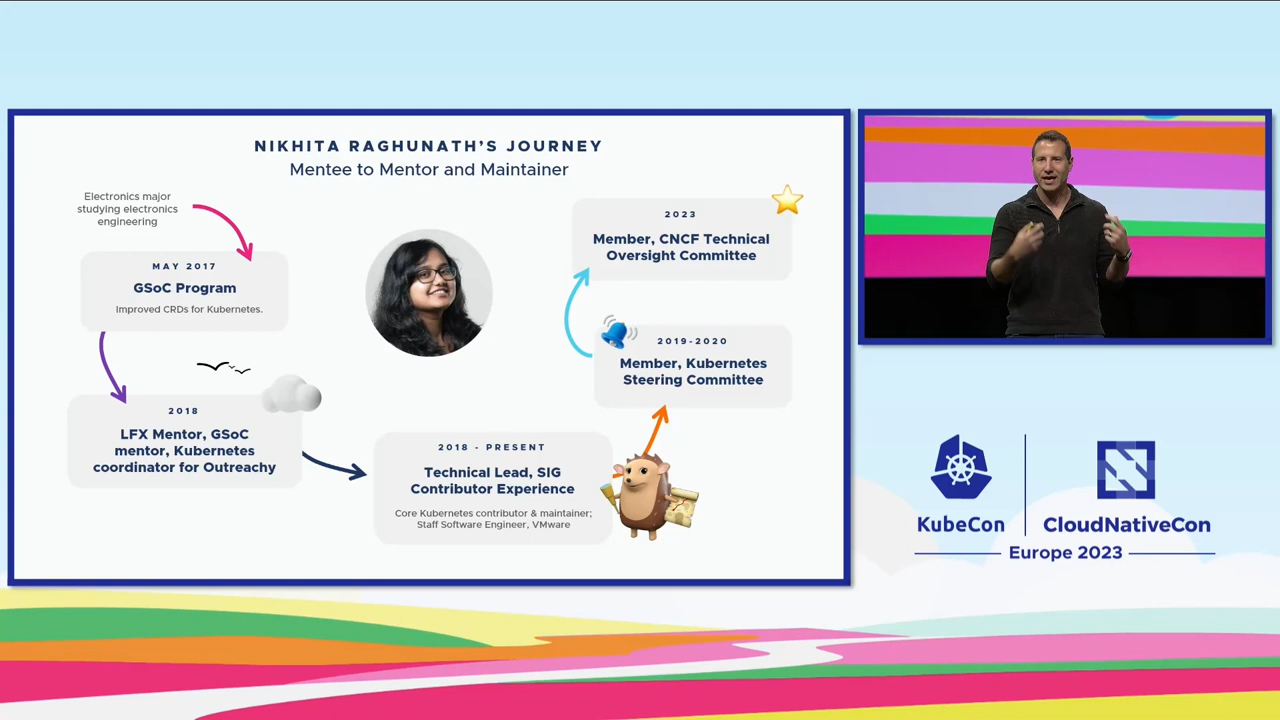 NIKHITA RAGHUNATH'S JOURNEY
Mentee to Mentor and Maintainer
Electronics major
studying electronics
engineering
MAY 2017
GSoC Program
Improved CRDs for Kubernetes.
2018
LFX Mentor, GSoC
mentor, Kubernetes
coordinator for Outreachy
2018 - PRESENT
Technical Lead, SIG
Contributor Experience
Core Kubernetes contributor & maintainer;
Staff Software Engineer, VMware
2019-2020
Member, Kubernetes
Steering Committee
2023
Member, CNCF Technical
Oversight Committee
KubeCon
CloudNativeCon
Europe 2023